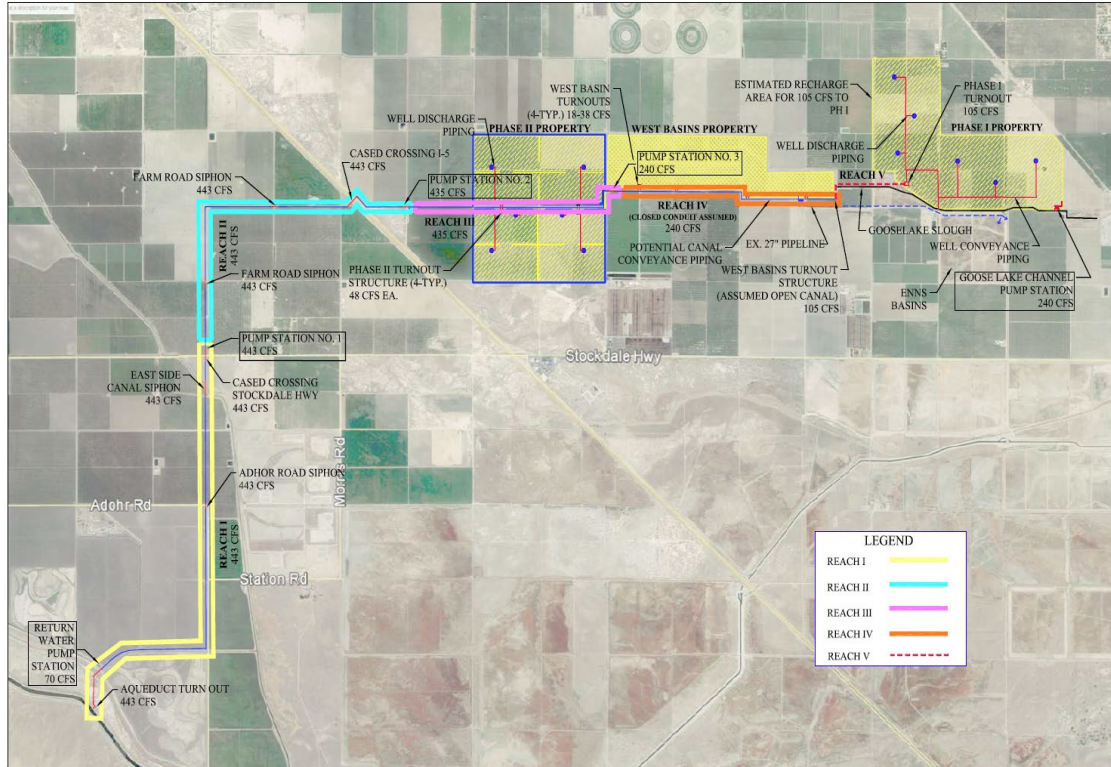 WEST BASIN
TURNOUTS
(4-TYP.) 18-38 CFS
ESTIMATED RECHARGE
AREA FOR 105 CFS TO
PH I
PHASE I
TURNOUT
105 CFS
WELL DISCHARGE
PIPING
PHASE II PROPERTY
WEST BASINS PROPERTY
PHASE I PROPERTY
WELL DISCHARGE
PIPING
CASED CROSSING I-5
443 CFS
PUMP STATION NO. 3
240 CFS
FARM ROAD SIPHON
443 CFS
PUMP STATION NO. 2
435 CFS
REACH V
REACH II
443 CFS
REACH III
435 CFS
REACH IV
(CLOSED CONDUIT ASSUMED)
240 CFS
GOOSELAKE SLOUGH
FARM ROAD SIPHON
443 CFS
PHASE II TURNOUT
STRUCTURE (4-TYP.)
48 CFS EA.
POTENTIAL CANAL
CONVEYANCE PIPING
EX. 27" PIPELINE
WEST BASINS TURNOUT
STRUCTURE
(ASSUMED OPEN CANAL)
105 CFS
ENNS
BASINS
WELL CONVEYANCE
PIPING
GOOSE LAKE CHANNEL
PUMP STATION
240 CFS
PUMP STATION NO. 1
443 CFS
Stockdale Hwy
EAST SIDE
CANAL SIPHON
443 CFS
CASED CROSSING
STOCKDALE HWY
443 CFS
Morris Rd
ADHOR ROAD SIPHON
443 CFS
Adohr Rd
REACH I
443 CFS
Station Rd
RETURN
WATER
PUMP
STATION
70 CFS
AQUEDUCT TURN OUT
443 CFS
LEGEND
REACH I
REACH II
REACH III
REACH IV
REACH V